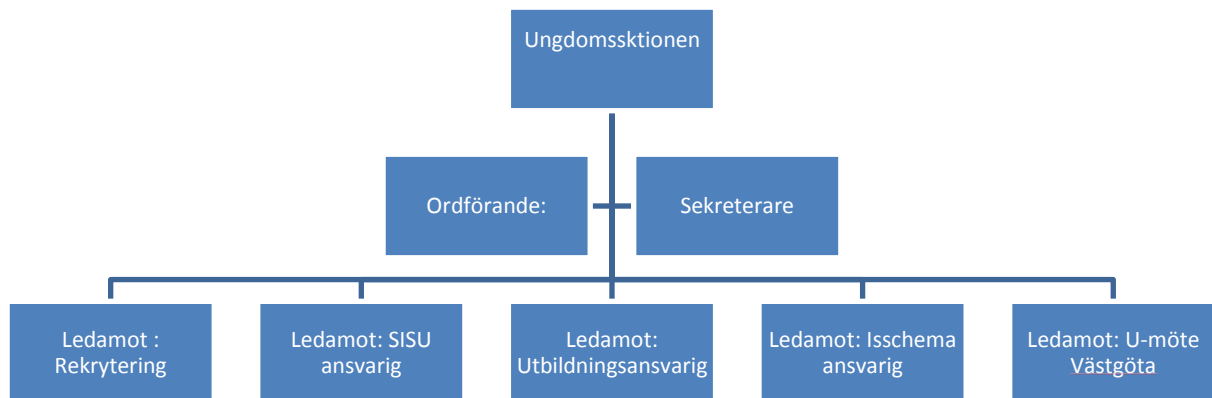 Ungdomssktionen
Ordförande:
Sekreterare
Ledamot :
Rekrytering
Ledamot: SISU
ansvarig
Ledamot:
Utbildningsansvarig
Ledamot: Isschema
ansvarig
Ledamot: U-möte
Västgöta